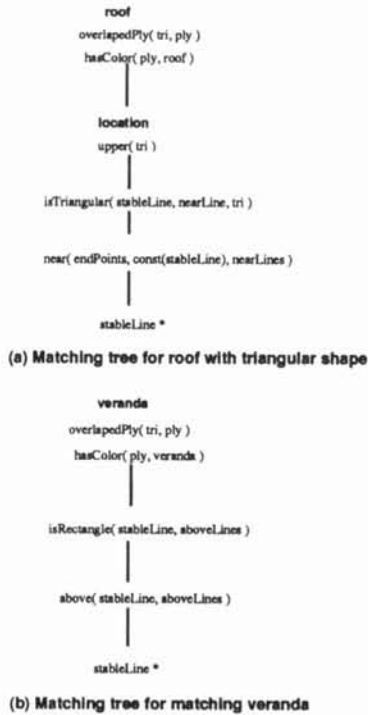 roof
overlapedPly( tri, ply )
hasColor( ply, roof )
location
upper( tri )
isTriangular( stableLine, nearLine, tri )
near( endPoints, const(stableLine), nearLines )
stableLine *
(a) Matching tree for roof with triangular shape
veranda
overlapedPly( tri, ply )
hasColor( ply, veranda )
isRectangle( stableLine, aboveLines )
above( stableLine, aboveLines )
stableLine *
(b) Matching tree for matching veranda